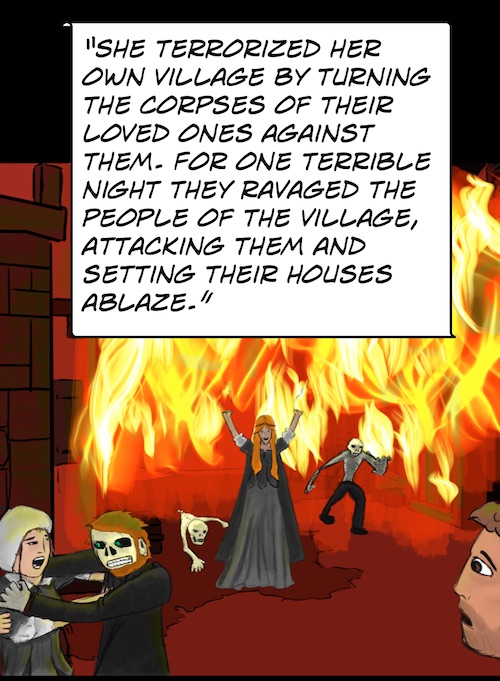 "SHE TERRORIZED HER
OWN VILLAGE BY TURNING
THE CORPSES OF THEIR
LOVED ONES AGAINST
THEM. FOR ONE TERRIBLE
NIGHT THEY RAVAGED THE
PEOPLE OF THE VILLAGE,
ATTACKING THEM AND
SETTING THEIR HOUSES
ABLAZE."